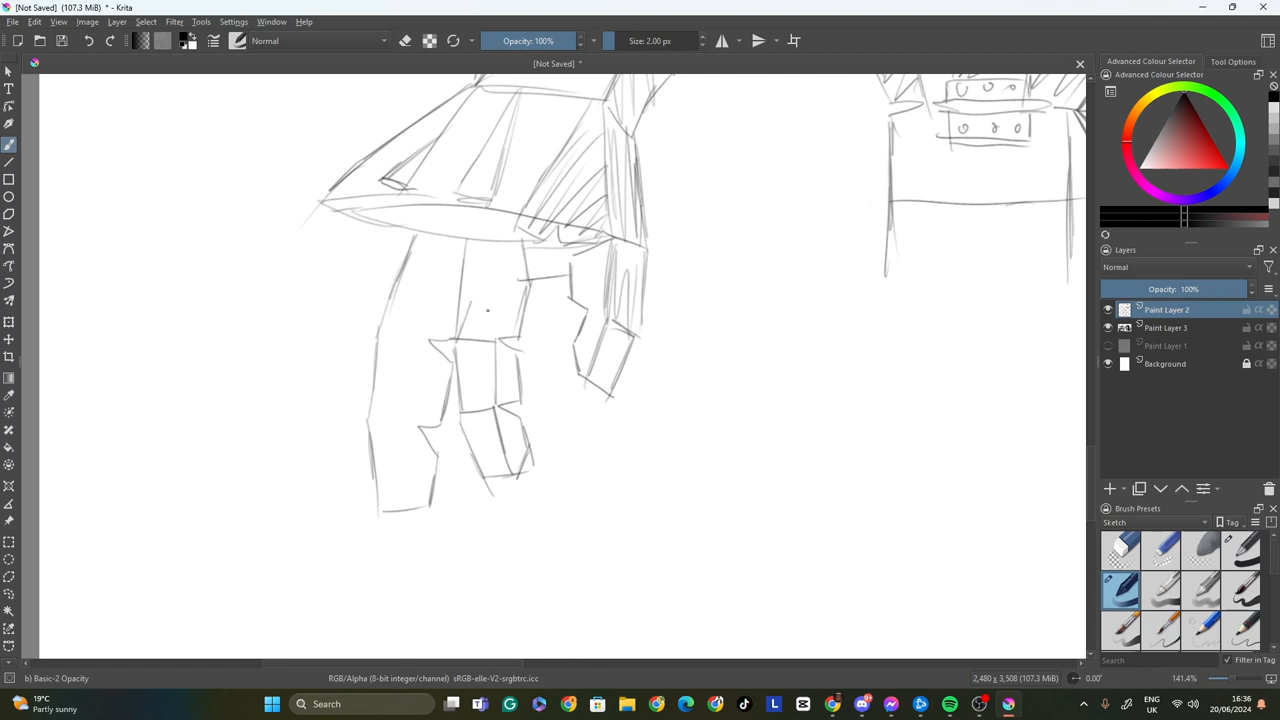 [Not Saved] (107.3 MiB) * - Krita
File Edit View Image Layer Select Filter Tools Settings Window Help
Normal
Opacity: 100%
Size: 2.00 px
[Not Saved] *
Advanced Colour Selector Tool Options
Advanced Colour Selector
Layers
Normal
Opacity: 100%
Paint Layer 2
Paint Layer 3
Paint Layer 1
Background
Brush Presets
Sketch
Tag
Search
Filter in Tag
b) Basic-2 Opacity
RGB/Alpha (8-bit integer/channel) sRGB-elle-V2-srgbtrc.icc
2,480 x 3,508 (107.3 MiB)
0.00°
141.4%
19°C
Partly sunny
Search
ENG
UK
16:36
20/06/2024